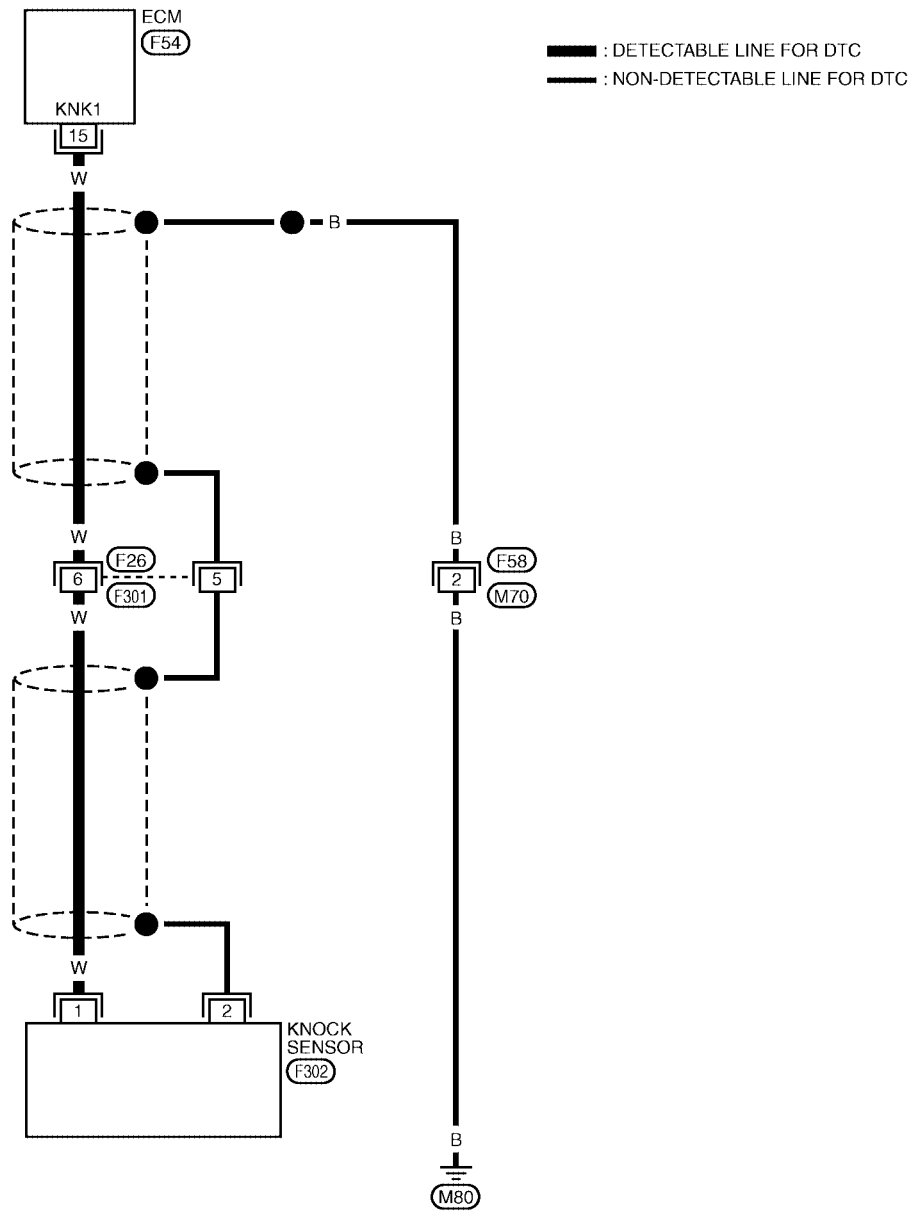 ECM
F54
: DETECTABLE LINE FOR DTC
: NON-DETECTABLE LINE FOR DTC
KNK1
15
W
B
W
B
F26
F58
6
5
2
F301
M70
W
B
W
1
2
KNOCK
SENSOR
F302
B
M80